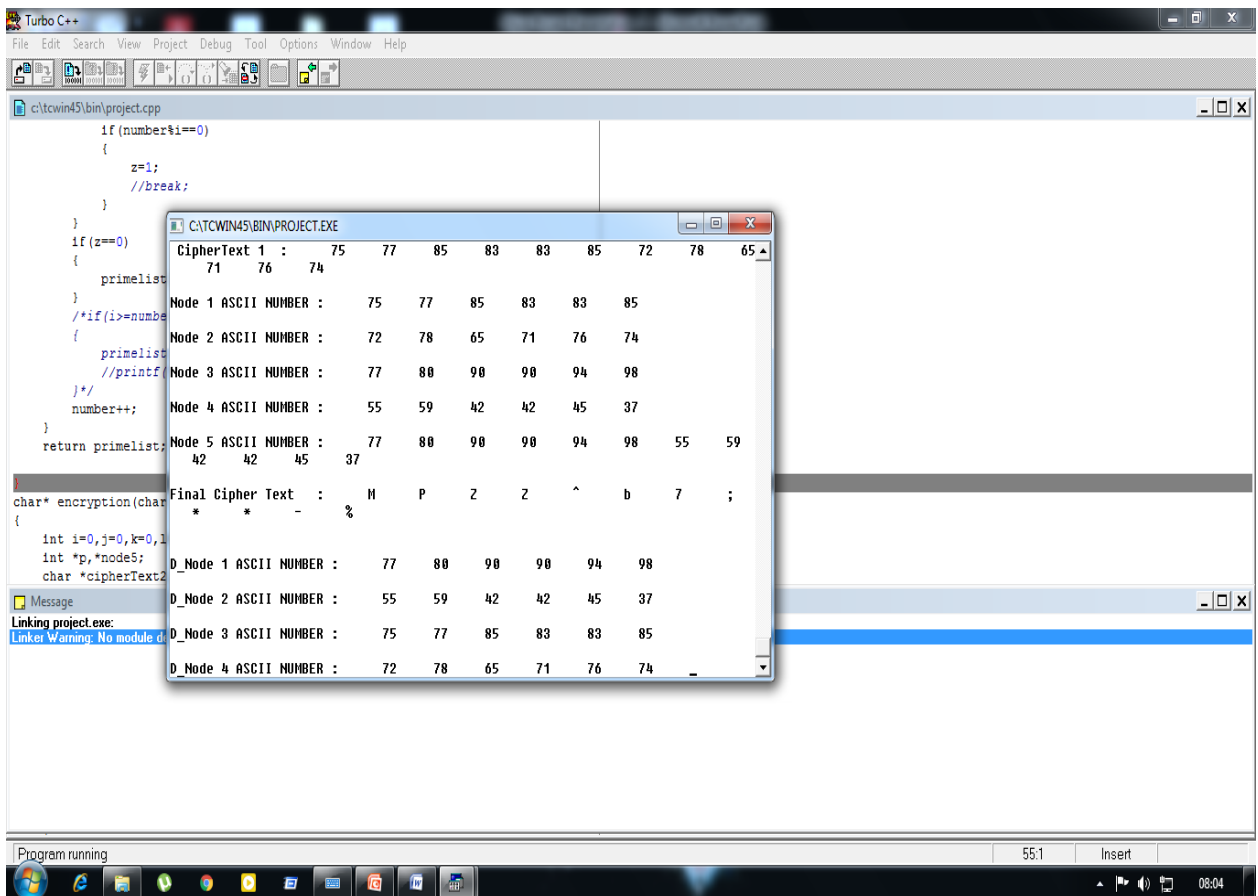 Turbo C++
File Edit Search View Project Debug Tool Options Window Help
c:\tcwin45\bin\project.cpp
if(number%i==0)
{
z=1;
//break;
}
}
if(z==0)
{
primelist
}
/*if(i>=numbe
{
primelist
//printf(
}*/
number++;
}
return primelist;
}
char* encryption(char
{
int i=0,j=0,k=0,l
int *p,*node5;
char *cipherText2
C:\TCWIN45\BIN\PROJECT.EXE
CipherText 1 : 75 77 85 83 83 85 72 78 65
71 76 74
Node 1 ASCII NUMBER : 75 77 85 83 83 85
Node 2 ASCII NUMBER : 72 78 65 71 76 74
Node 3 ASCII NUMBER : 77 80 90 90 94 98
Node 4 ASCII NUMBER : 55 59 42 42 45 37
Node 5 ASCII NUMBER : 77 80 90 90 94 98 55 59
42 42 45 37
Final Cipher Text : M P Z Z ^ b 7 ;
* * - %
D_Node 1 ASCII NUMBER : 77 80 90 90 94 98
D_Node 2 ASCII NUMBER : 55 59 42 42 45 37
D_Node 3 ASCII NUMBER : 75 77 85 83 83 85
D_Node 4 ASCII NUMBER : 72 78 65 71 76 74 _
Message
Linking project.exe:
Linker Warning: No module de
Program running 55:1 Insert
08:04